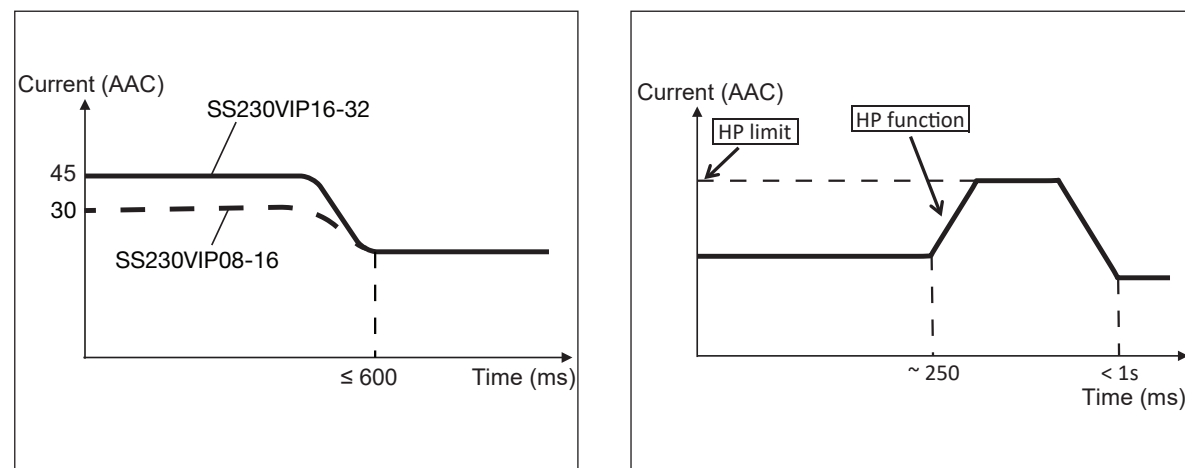 Current (AAC)
SS230VIP16-32
45
30
SS230VIP08-16
≤ 600
Time (ms)
Current (AAC)
HP limit
HP function
~ 250
< 1s
Time (ms)